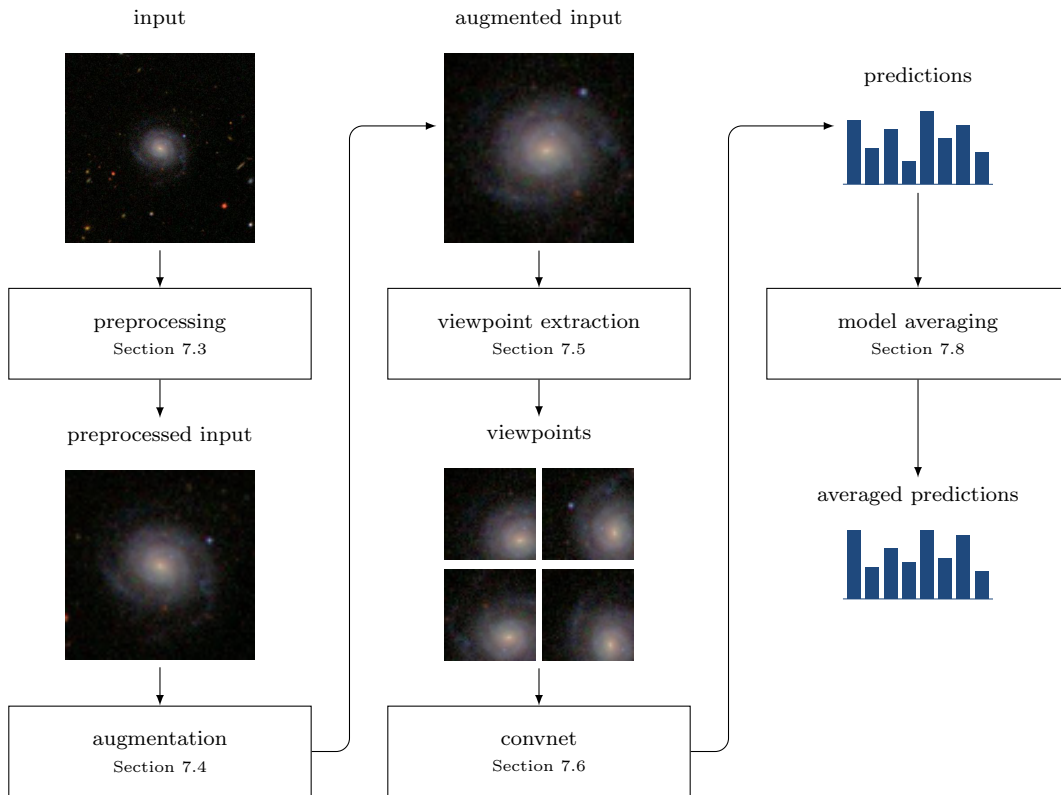 input
preprocessing
Section 7.3
preprocessed input
augmentation
Section 7.4
augmented input
viewpoint extraction
Section 7.5
viewpoints
convnet
Section 7.6
predictions
model averaging
Section 7.8
averaged predictions